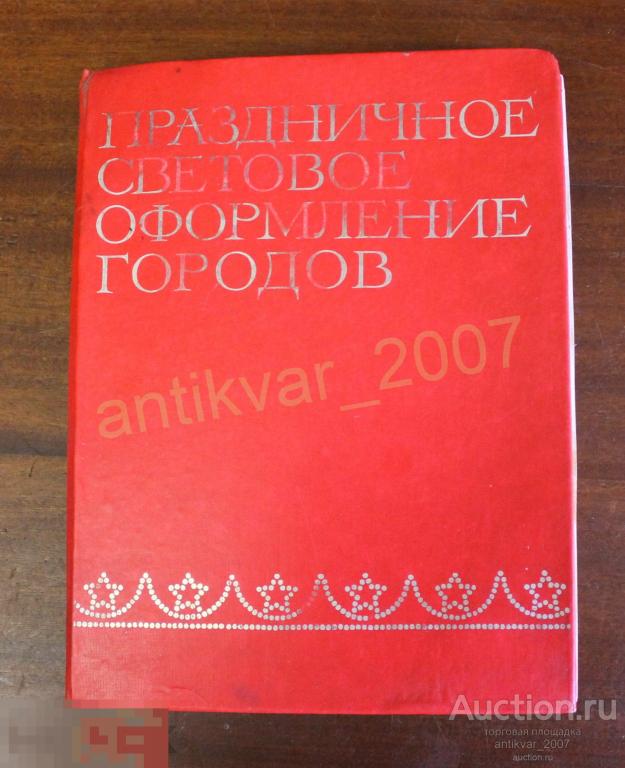 ПРАЗДНИЧНОЕ
СВЕТОВОЕ
ОФОРМЛЕНИЕ
ГОРОДОВ
antikvar_2007
Auction.ru
торговая площадка
antikvar_2007
auction.ru